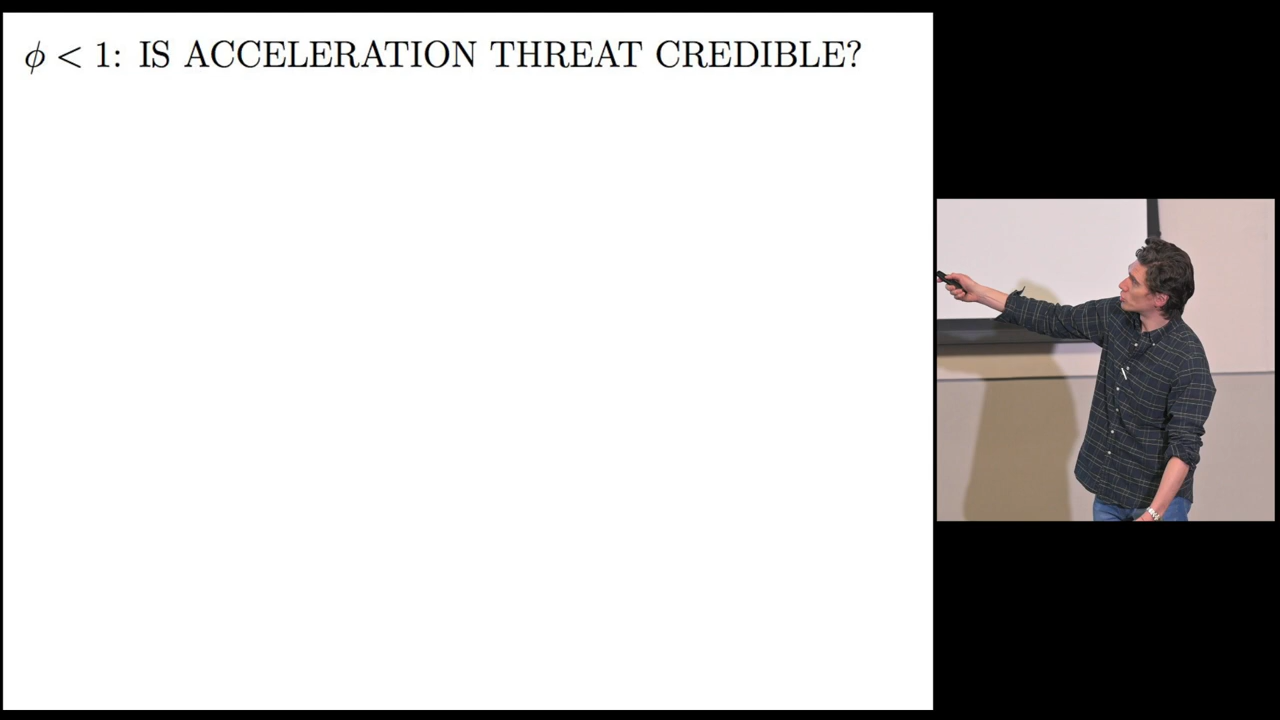 ϕ < 1: IS ACCELERATION THREAT CREDIBLE?